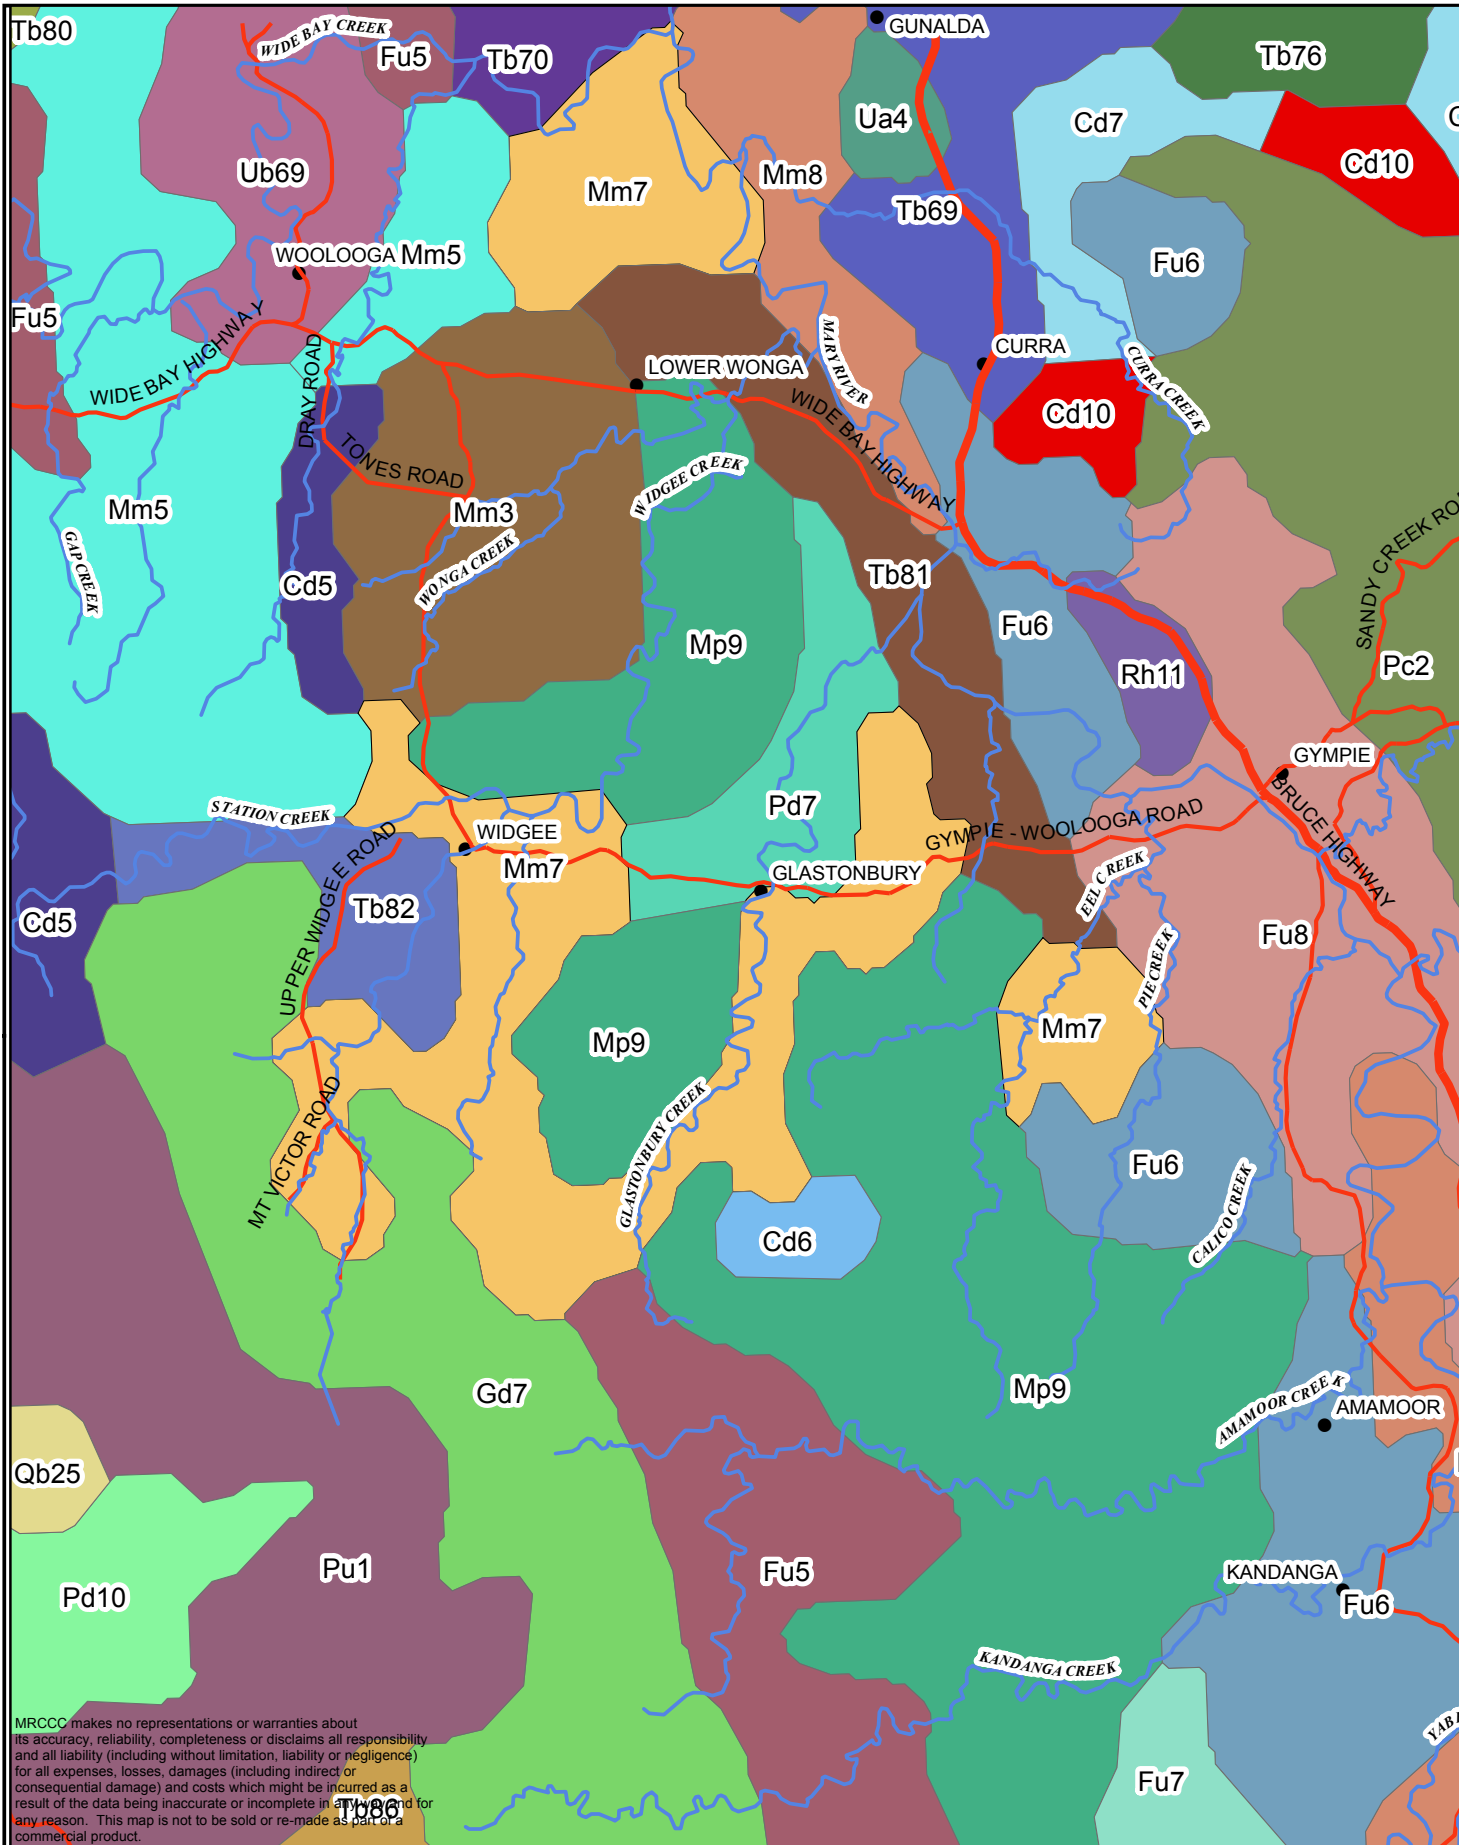 Tb80
WIDE BAY CREEK
Fu5
Tb70
GUNALDA
Tb76
Ua4
Cd7
Cd10
Ub69
Mm7
Mm8
Tb69
WOOLOOGA
Mm5
Fu6
Fu5
WIDE BAY HIGHWAY
DRAY ROAD
MARY RIVER
CURRA
CURRA CREEK
LOWER WONGA
WIDE BAY HIGHWAY
Cd10
TONES ROAD
WIDGEE CREEK
Mm5
Mm3
GAP CREEK
WONGA CREEK
Cd5
Tb81
SANDY CREEK RO
Mp9
Fu6
Rh11
Pc2
GYMPIE
BRUCE HIGHWAY
STATION CREEK
Pd7
WIDGEE
GYMPIE - WOOLOOGA ROAD
UPPER WIDGEE ROAD
Mm7
GLASTONBURY
EEL CREEK
Cd5
Tb82
Fu8
PIE CREEK
Mp9
Mm7
MT VICTOR ROAD
GLASTONBURY CREEK
Fu6
CALICO CREEK
Cd6
Gd7
Mp9
AMAMOOR CREEK
AMAMOOR
Qb25
Pu1
Fu5
KANDANGA
Pd10
Fu6
KANDANGA CREEK
YAB
Fu7
MRCCC makes no representations or warranties about
its accuracy, reliability, completeness or disclaims all responsibility
and all liability (including without limitation, liability or negligence)
for all expenses, losses, damages (including indirect or
consequential damage) and costs which might be incurred as a
result of the data being inaccurate or incomplete in any way and for
any reason. This map is not to be sold or re-made as part of a
commercial product.
Tb86